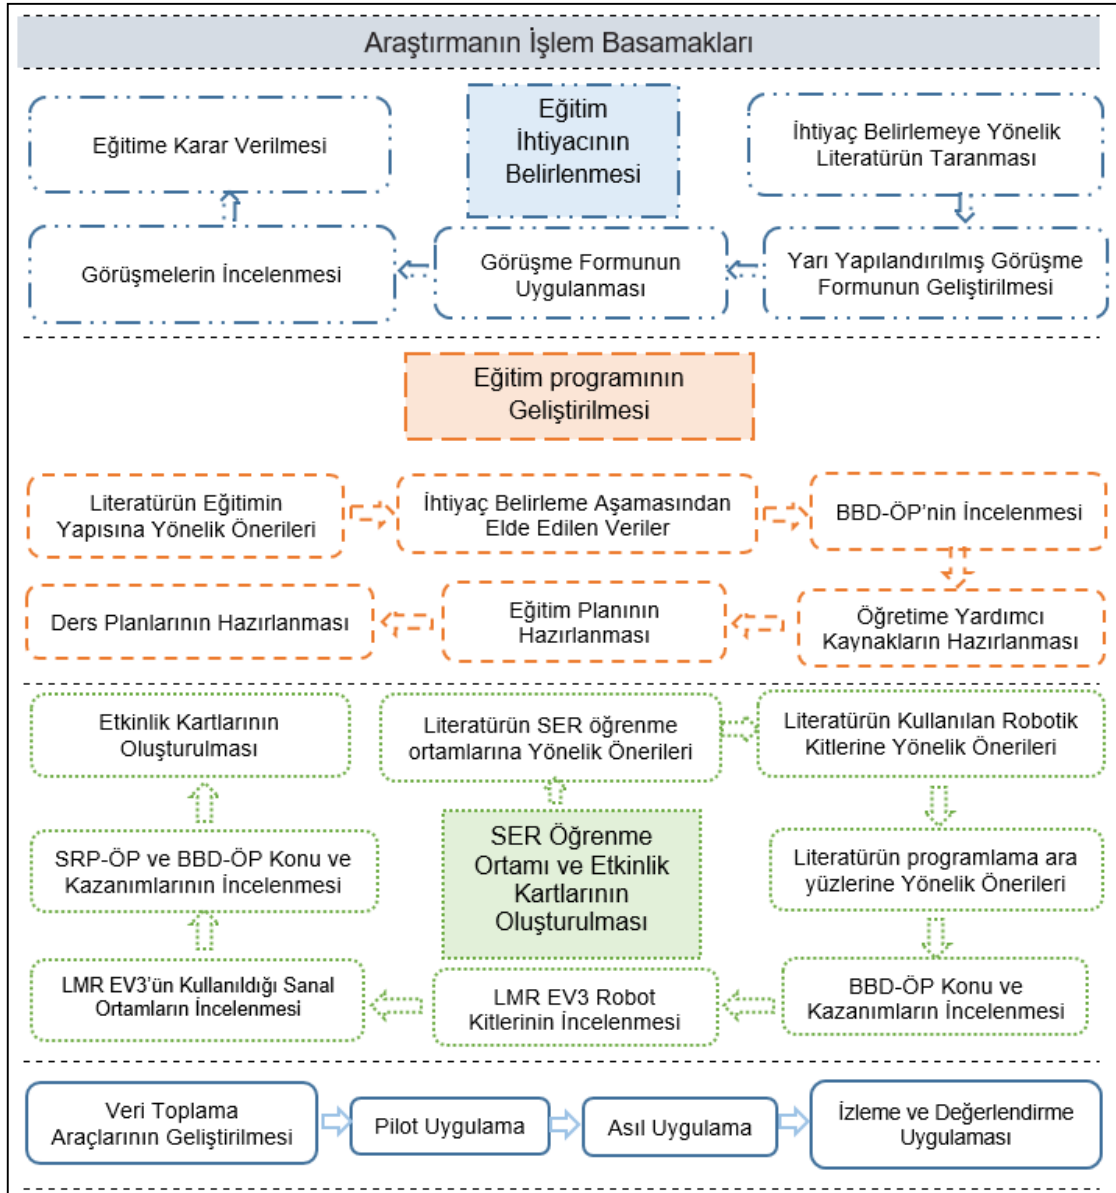 Araştırmanın İşlem Basamakları
Eğitim
İhtiyacının
Belirlenmesi
İhtiyaç Belirlemeye Yönelik
Literatürün Taranması
Yarı Yapılandırılmış Görüşme
Formunun Geliştirilmesi
Görüşme Formunun
Uygulanması
Görüşmelerin İncelenmesi
Eğitime Karar Verilmesi
Eğitim programının
Geliştirilmesi
Literatürün Eğitimin
Yapısına Yönelik Önerileri
İhtiyaç Belirleme Aşamasından
Elde Edilen Veriler
BBD-ÖP'nin İncelenmesi
Öğretime Yardımcı
Kaynakların Hazırlanması
Eğitim Planının
Hazırlanması
Ders Planlarının Hazırlanması
SER Öğrenme
Ortamı ve Etkinlik
Kartlarının
Oluşturulması
Literatürün SER öğrenme
ortamlarına Yönelik Önerileri
Literatürün Kullanılan Robotik
Kitlerine Yönelik Önerileri
Literatürün programlama ara
yüzlerine Yönelik Önerileri
BBD-ÖP Konu ve
Kazanımların İncelenmesi
LMR EV3 Robot
Kitlerinin İncelenmesi
LMR EV3'ün Kullanıldığı Sanal
Ortamların İncelenmesi
SRP-ÖP ve BBD-ÖP Konu ve
Kazanımlarının İncelenmesi
Etkinlik Kartlarının
Oluşturulması
Veri Toplama
Araçlarının Geliştirilmesi
Pilot Uygulama
Asıl Uygulama
İzleme ve Değerlendirme
Uygulaması